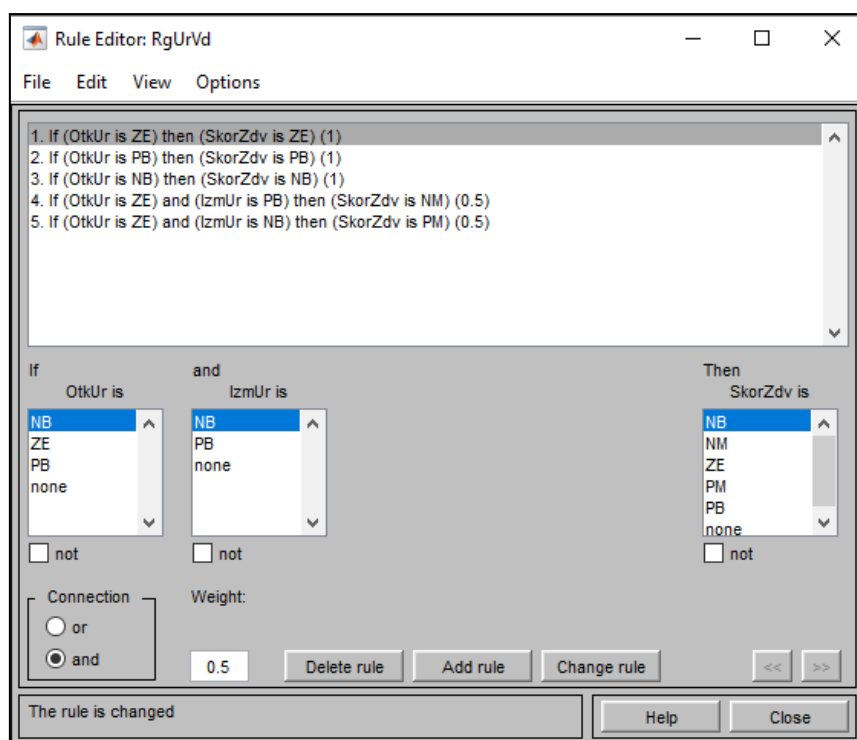 Rule Editor: RgUrVd
File Edit View Options
1. If (OtkUr is ZE) then (SkorZdv is ZE) (1)
2. If (OtkUr is PB) then (SkorZdv is PB) (1)
3. If (OtkUr is NB) then (SkorZdv is NB) (1)
4. If (OtkUr is ZE) and (IzmUr is PB) then (SkorZdv is NM) (0.5)
5. If (OtkUr is ZE) and (IzmUr is NB) then (SkorZdv is PM) (0.5)
If and Then
OtkUr is IzmUr is SkorZdv is
NB NB NB
ZE PB NM
PB none ZE
none PM
PB
none
not not not
Connection Weight:
or
and 0.5 Delete rule Add rule Change rule << >>
The rule is changed Help Close